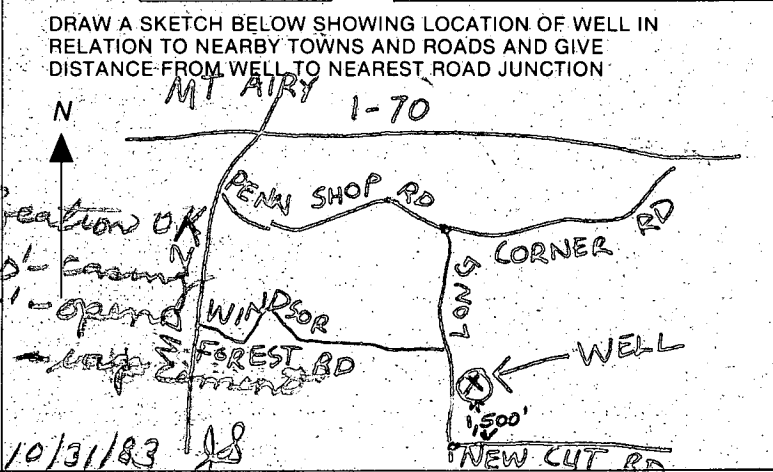 DRAW A SKETCH BELOW SHOWING LOCATION OF WELL IN
RELATION TO NEARBY TOWNS AND ROADS AND GIVE
DISTANCE FROM WELL TO NEAREST ROAD JUNCTION
MT AIRY
I-70
N
PENN SHOP RD
OK
CORNER RD
LONG
WINDSOR
FOREST RD
WELL
X
1,500'
10/31/83 JS
NEW CUT RD